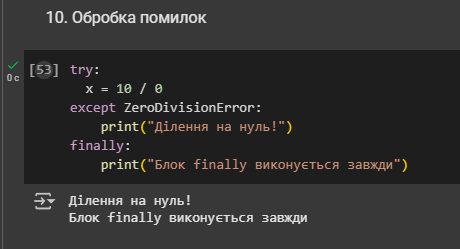 10. Обробка помилок
[53] try:
0 с
x = 10 / 0
except ZeroDivisionError:
print("Ділення на нуль!")
finally:
print("Блок finally виконується завжди")
Ділення на нуль!
Блок finally виконується завжди